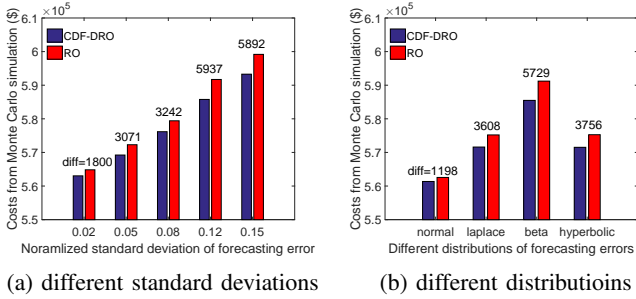 6.1 ×10⁵
CDF-DRO
RO
6
5.9
5.8
5.7
5.6
5.5
Costs from Monte Carlo simulation ($)
diff=1800
3071
3242
5937
5892
0.02 0.05 0.08 0.12 0.15
Noramlized standard deviation of forecasting error
(a) different standard deviations
6.1 ×10⁵
CDF-DRO
RO
6
5.9
5.8
5.7
5.6
5.5
Costs from Monte Carlo simulation ($)
diff=1198
3608
5729
3756
normal laplace beta hyperbolic
Different distributions of forecasting errors
(b) different distributioins